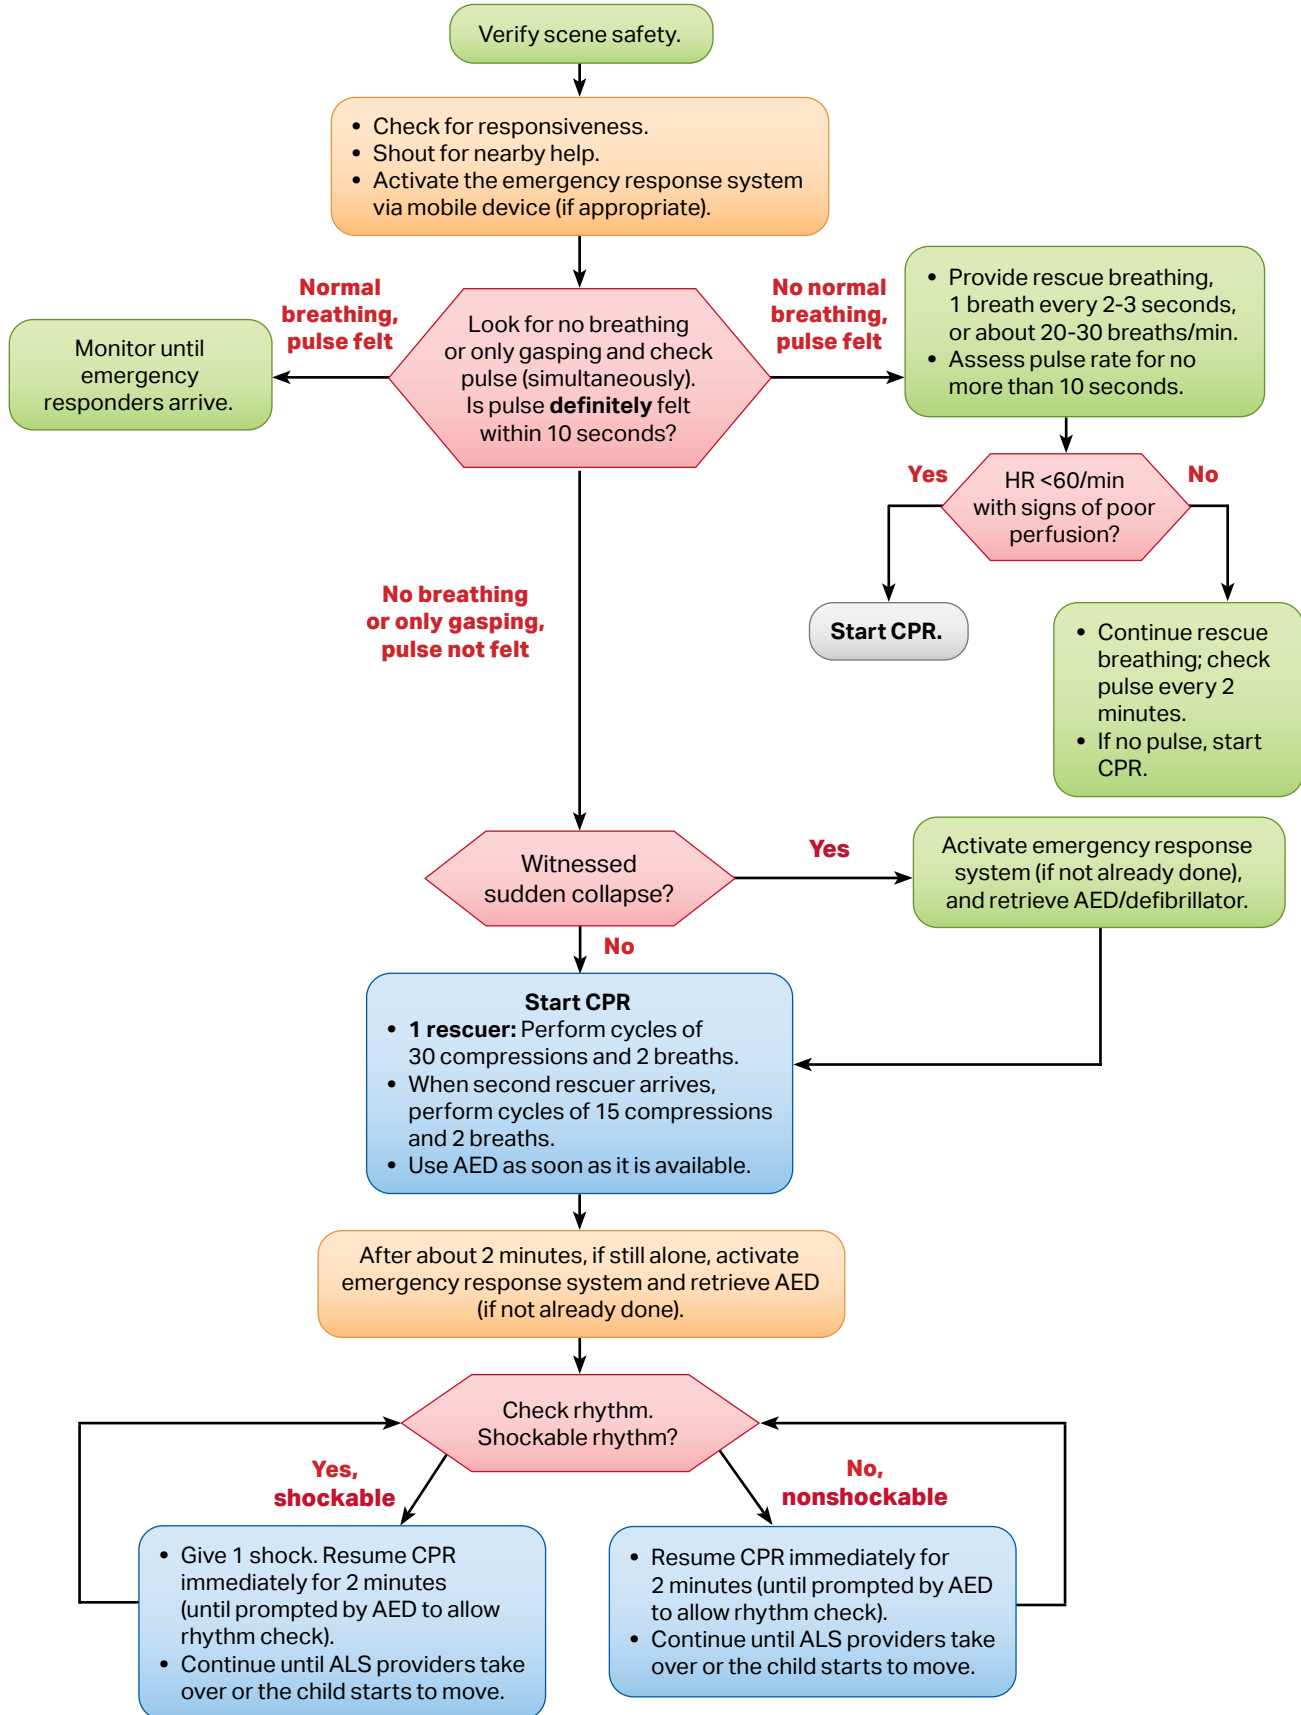 Verify scene safety.
• Check for responsiveness.
• Shout for nearby help.
• Activate the emergency response system
via mobile device (if appropriate).
Normal
breathing,
pulse felt
No normal
breathing,
pulse felt
Look for no breathing
or only gasping and check
pulse (simultaneously).
Is pulse definitely felt
within 10 seconds?
Monitor until
emergency
responders arrive.
• Provide rescue breathing,
1 breath every 2-3 seconds,
or about 20-30 breaths/min.
• Assess pulse rate for no
more than 10 seconds.
Yes
HR <60/min
with signs of poor
perfusion?
No
Start CPR.
• Continue rescue
breathing; check
pulse every 2
minutes.
• If no pulse, start
CPR.
No breathing
or only gasping,
pulse not felt
Witnessed
sudden collapse?
Yes
Activate emergency response
system (if not already done),
and retrieve AED/defibrillator.
No
Start CPR
• 1 rescuer: Perform cycles of
30 compressions and 2 breaths.
• When second rescuer arrives,
perform cycles of 15 compressions
and 2 breaths.
• Use AED as soon as it is available.
After about 2 minutes, if still alone, activate
emergency response system and retrieve AED
(if not already done).
Check rhythm.
Shockable rhythm?
Yes,
shockable
No,
nonshockable
• Give 1 shock. Resume CPR
immediately for 2 minutes
(until prompted by AED to allow
rhythm check).
• Continue until ALS providers take
over or the child starts to move.
• Resume CPR immediately for
2 minutes (until prompted by AED
to allow rhythm check).
• Continue until ALS providers take
over or the child starts to move.